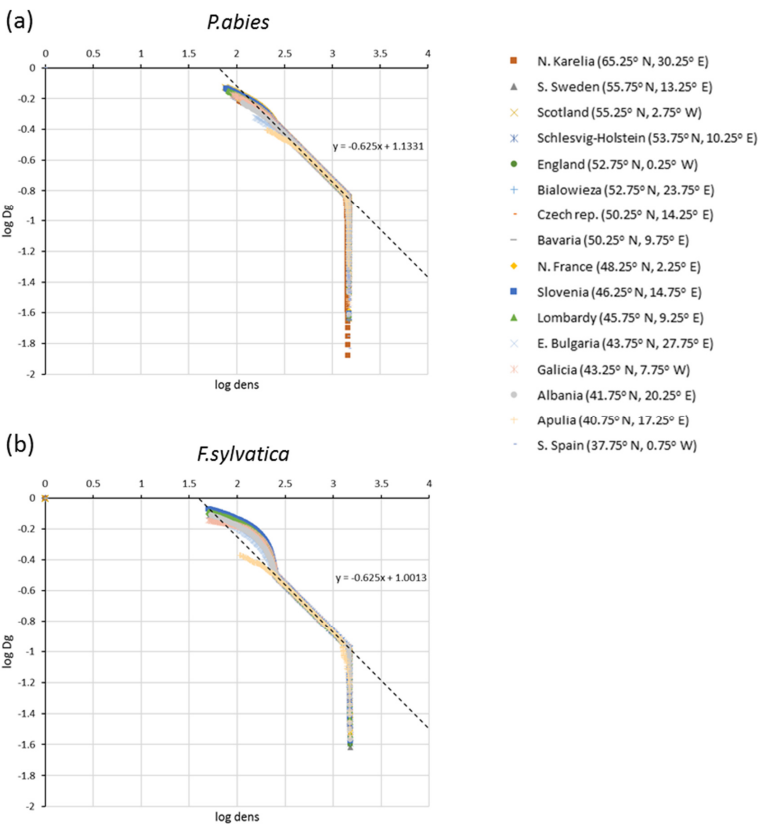 (a)
P.abies
0 0.5 1 1.5 2 2.5 3 3.5 4
0
-0.2
-0.4
-0.6
-0.8
-1
-1.2
-1.4
-1.6
-1.8
-2
log Dg
y = -0.625x + 1.1331
log dens
N. Karelia (65.25° N, 30.25° E)
S. Sweden (55.75° N, 13.25° E)
Scotland (55.25° N, 2.75° W)
Schlesvig-Holstein (53.75° N, 10.25° E)
England (52.75° N, 0.25° W)
Bialowieza (52.75° N, 23.75° E)
Czech rep. (50.25° N, 14.25° E)
Bavaria (50.25° N, 9.75° E)
N. France (48.25° N, 2.25° E)
Slovenia (46.25° N, 14.75° E)
Lombardy (45.75° N, 9.25° E)
E. Bulgaria (43.75° N, 27.75° E)
Galicia (43.25° N, 7.75° W)
Albania (41.75° N, 20.25° E)
Apulia (40.75° N, 17.25° E)
S. Spain (37.75° N, 0.75° W)
(b)
F.sylvatica
0 0.5 1 1.5 2 2.5 3 3.5 4
0
-0.2
-0.4
-0.6
-0.8
-1
-1.2
-1.4
-1.6
-1.8
-2
log Dg
y = -0.625x + 1.0013
log dens